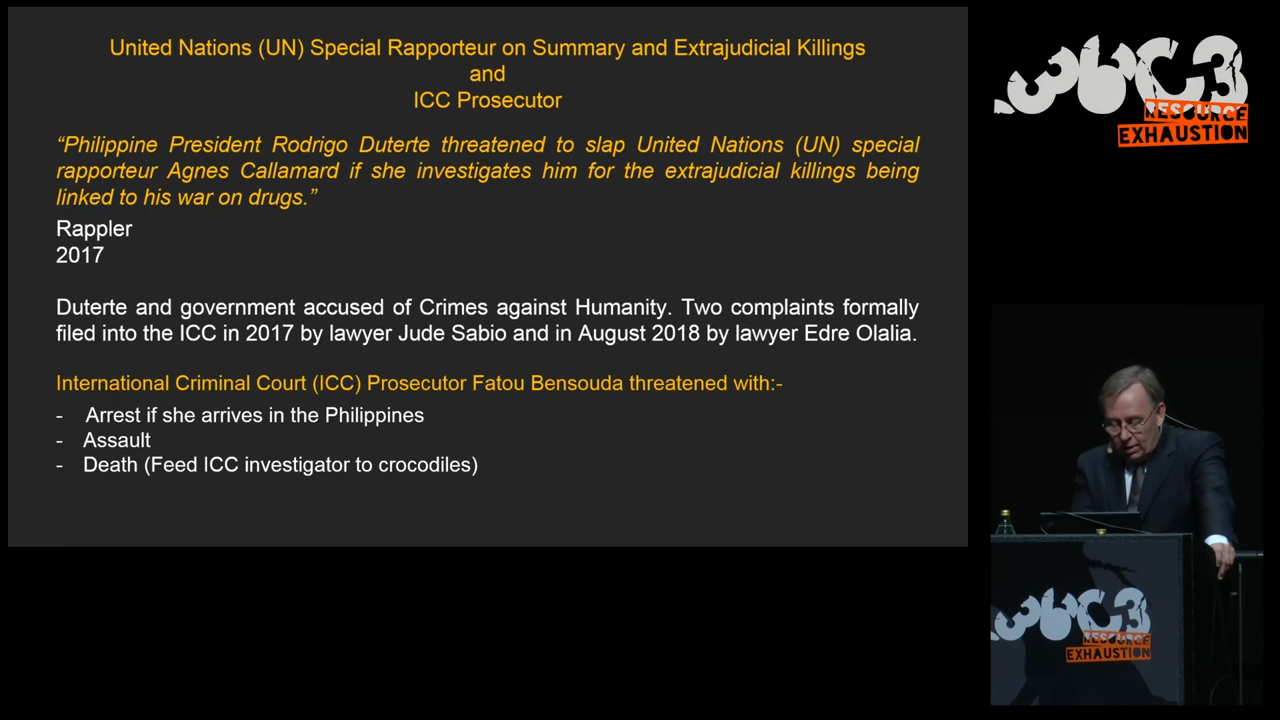 United Nations (UN) Special Rapporteur on Summary and Extrajudicial Killings
and
ICC Prosecutor
“Philippine President Rodrigo Duterte threatened to slap United Nations (UN) special
rapporteur Agnes Callamard if she investigates him for the extrajudicial killings being
linked to his war on drugs.”
Rappler
2017
Duterte and government accused of Crimes against Humanity. Two complaints formally
filed into the ICC in 2017 by lawyer Jude Sabio and in August 2018 by lawyer Edre Olalia.
International Criminal Court (ICC) Prosecutor Fatou Bensouda threatened with:-
- Arrest if she arrives in the Philippines
- Assault
- Death (Feed ICC investigator to crocodiles)
36C3
RESOURCE
EXHAUSTION
36C3
RESOURCE
EXHAUSTION